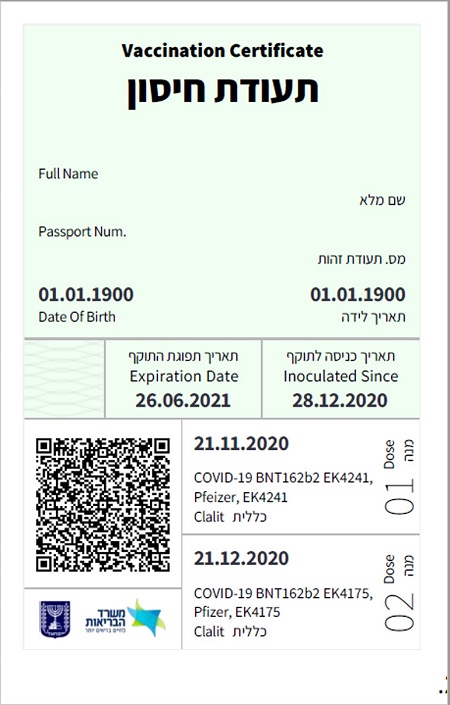 Vaccination Certificate
תעודת חיסון
Full Name
שם מלא
Passport Num.
מס. תעודת זהות
01.01.1900 01.01.1900
Date Of Birth תאריך לידה
תאריך תפוגת התוקף תאריך כניסה לתוקף
Expiration Date Inoculated Since
26.06.2021 28.12.2020
21.11.2020
COVID-19 BNT162b2 EK4241,
Pfeizer, EK4241
Clalit כללית
Dose מנה
01
21.12.2020
COVID-19 BNT162b2 EK4175,
Pfizer, EK4175
Clalit כללית
Dose מנה
02
משרד
הבריאות
לחיים בריאים יותר